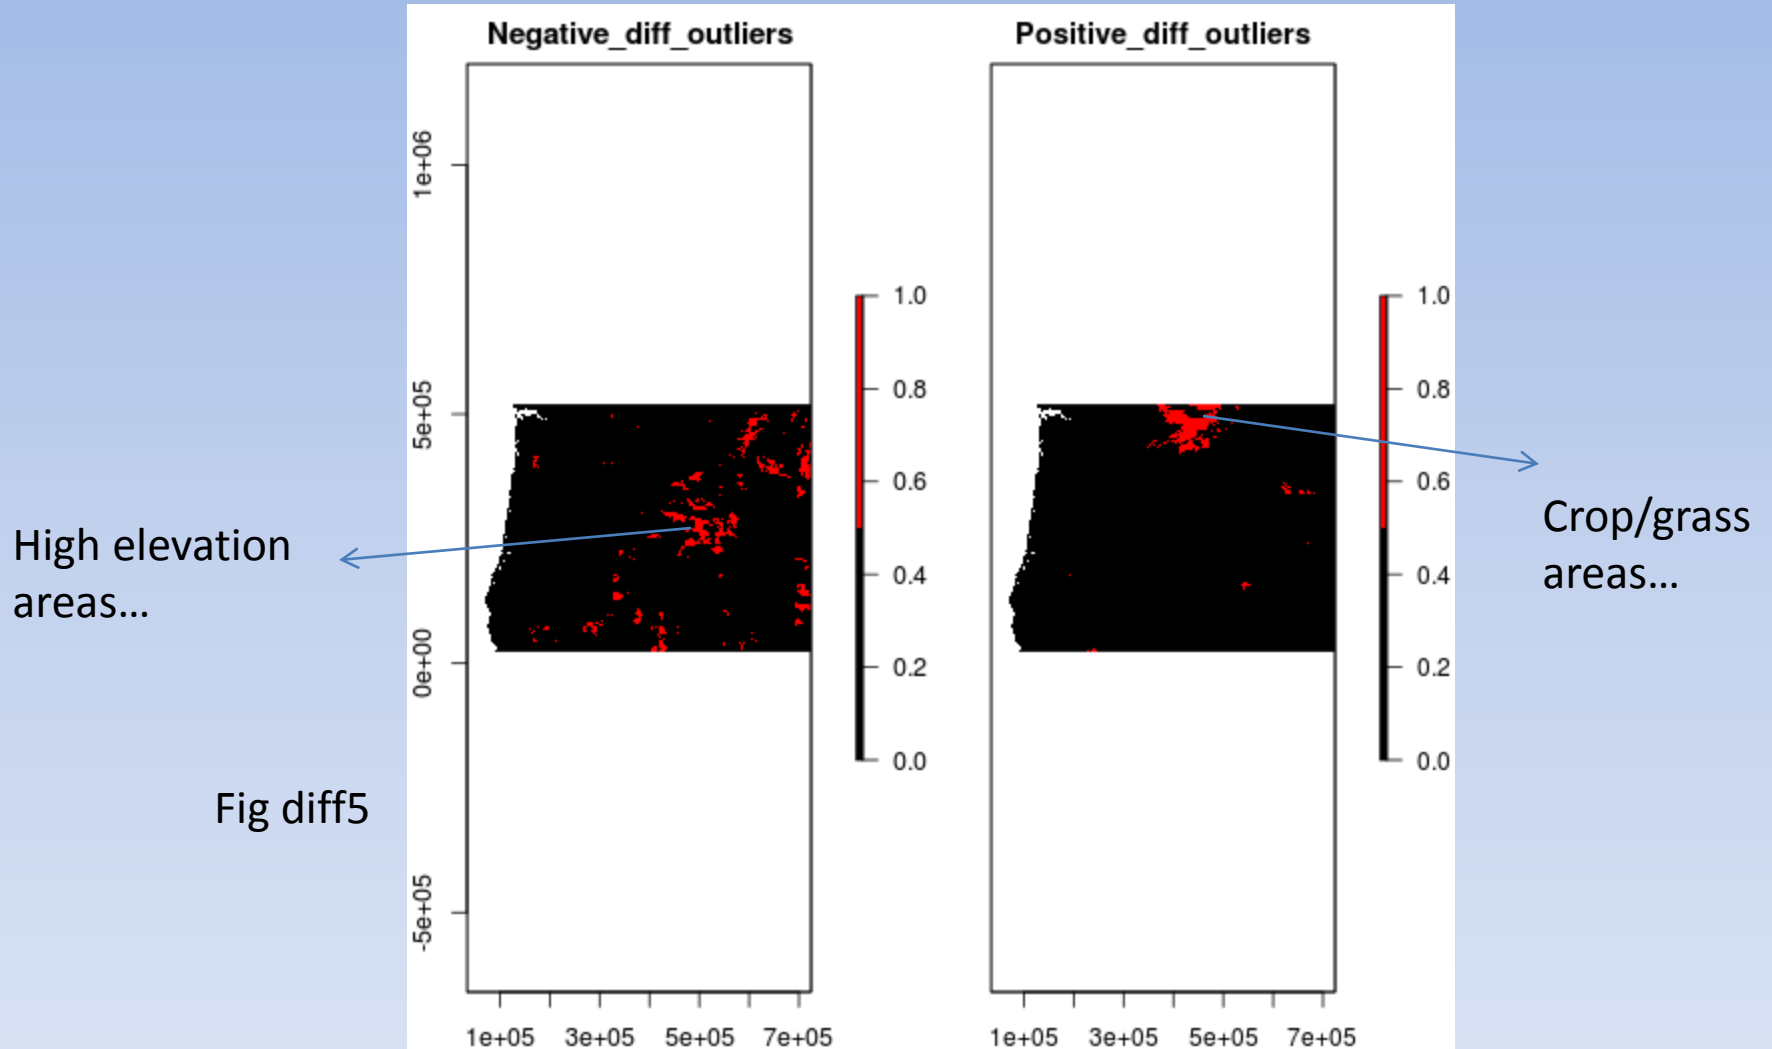 Negative_diff_outliers
Positive_diff_outliers
1e+06
5e+05
0e+00
-5e+05
1.0
0.8
0.6
0.4
0.2
0.0
1.0
0.8
0.6
0.4
0.2
0.0
High elevation
areas...
Crop/grass
areas...
Fig diff5
1e+05 3e+05 5e+05 7e+05
1e+05 3e+05 5e+05 7e+05